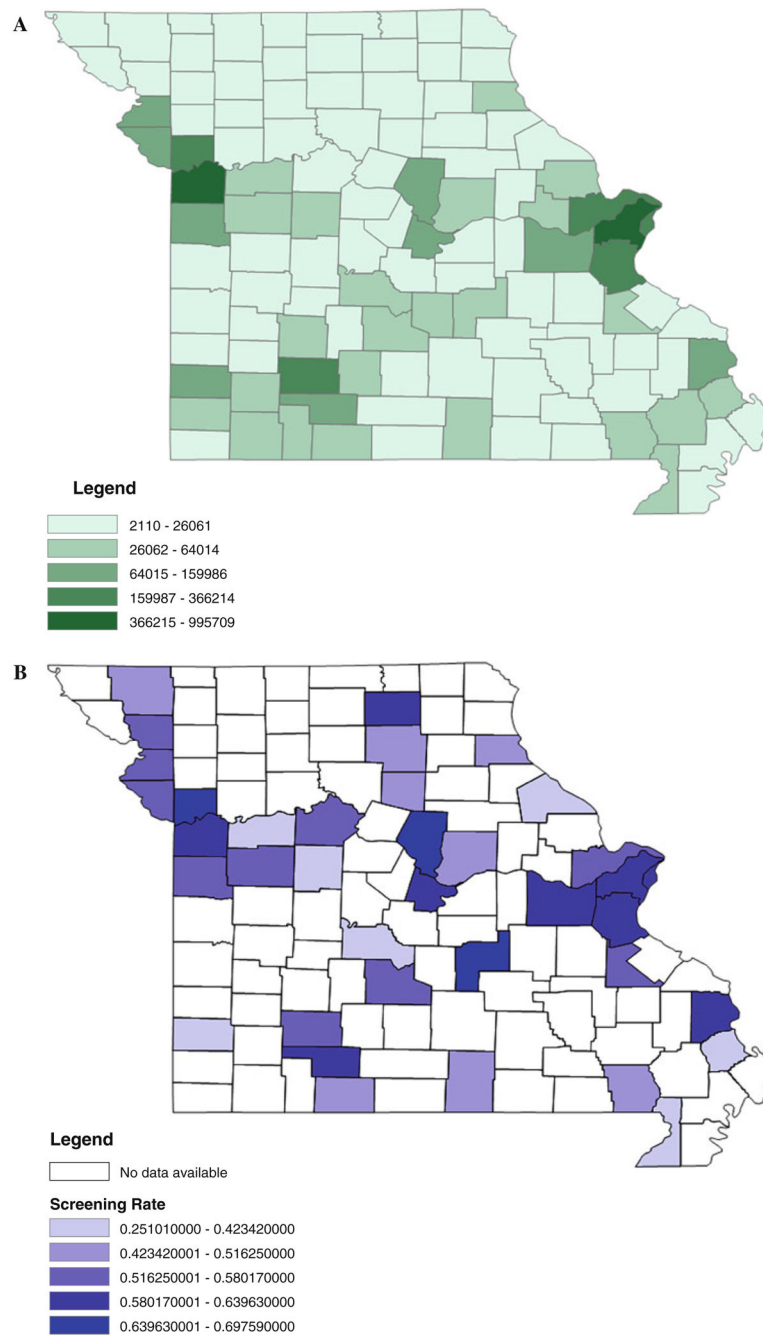 A
Legend
2110 - 26061
26062 - 64014
64015 - 159986
159987 - 366214
366215 - 995709
B
Legend
No data available
Screening Rate
0.251010000 - 0.423420000
0.423420001 - 0.516250000
0.516250001 - 0.580170000
0.580170001 - 0.639630000
0.639630001 - 0.697590000